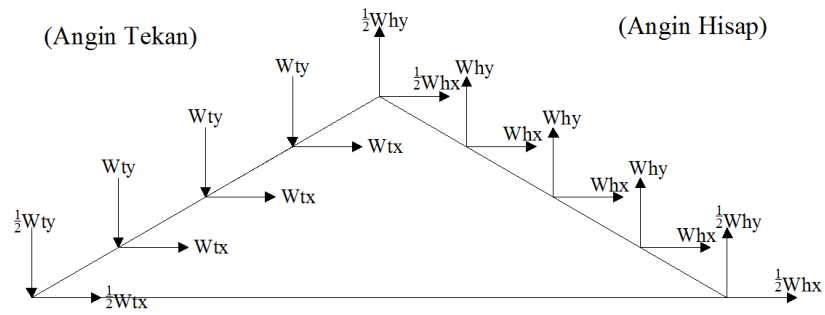 (Angin Tekan)
½Why
(Angin Hisap)
Wty
½Whx
Why
Wtx
Whx
Wty
Why
Wtx
Whx
Wty
Why
Wtx
Whx
½Wty
½Why
½Wtx
½Whx